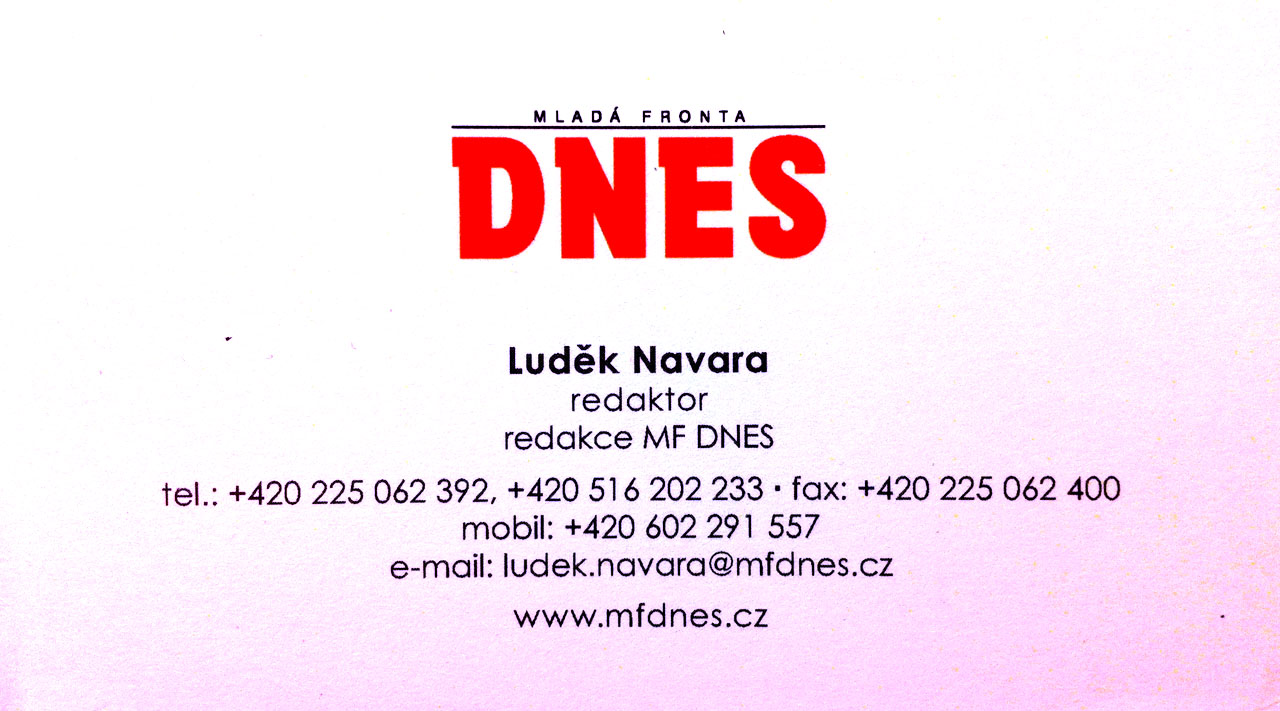 MLADÁ FRONTA
DNES
Luděk Navara
redaktor
redakce MF DNES
tel.: +420 225 062 392, +420 516 202 233 · fax: +420 225 062 400
mobil: +420 602 291 557
e-mail: ludek.navara@mfdnes.cz
www.mfdnes.cz